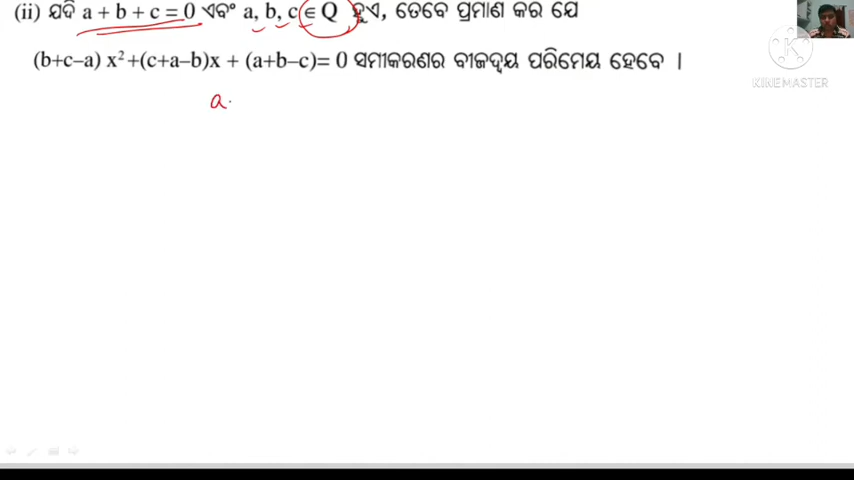 (ii) ଯଦି a + b + c = 0 ଏବଂ a, b, c ∈ Q ହୁଏ, ତେବେ ପ୍ରମାଣ କର ଯେ
(b+c–a) x²+(c+a–b)x + (a+b–c)= 0 ସମୀକରଣର ବୀଜଦ୍ୱୟ ପରିମେୟ ହେବେ ।
KINEMASTER
a.